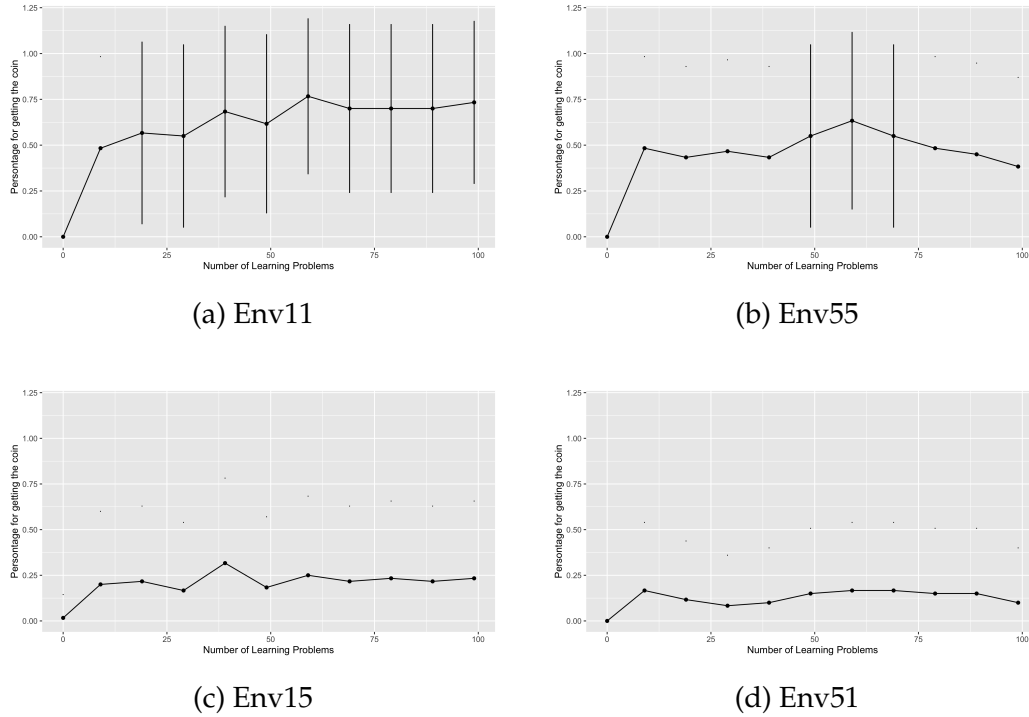 1.25
1.00
0.75
0.50
0.25
0.00
Persontage for getting the coin
0 25 50 75 100
Number of Learning Problems
(a) Env11
1.25
1.00
0.75
0.50
0.25
0.00
Persontage for getting the coin
0 25 50 75 100
Number of Learning Problems
(b) Env55
1.25
1.00
0.75
0.50
0.25
0.00
Persontage for getting the coin
0 25 50 75 100
Number of Learning Problems
(c) Env15
1.25
1.00
0.75
0.50
0.25
0.00
Persontage for getting the coin
0 25 50 75 100
Number of Learning Problems
(d) Env51